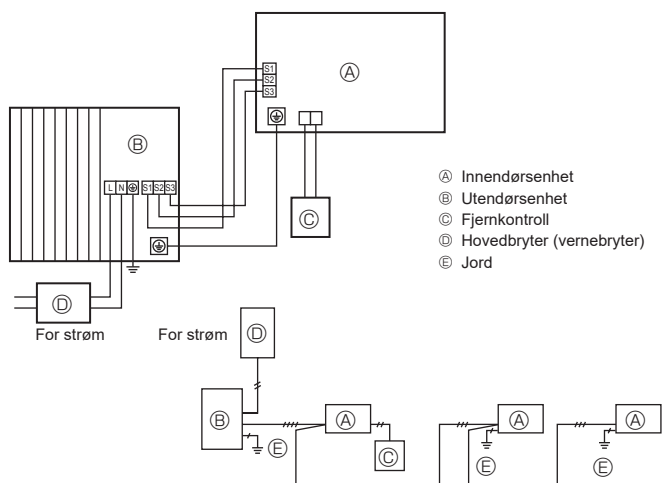 S1
S2
S3
Ⓐ
Ⓑ
L N S1 S2 S3
Ⓒ
Ⓓ
For strøm
Ⓐ Innendørsenhet
Ⓑ Utendørsenhet
Ⓒ Fjernkontroll
Ⓓ Hovedbryter (vernebryter)
Ⓔ Jord
For strøm Ⓓ
Ⓑ Ⓐ Ⓐ Ⓐ
Ⓔ Ⓒ Ⓔ Ⓔ